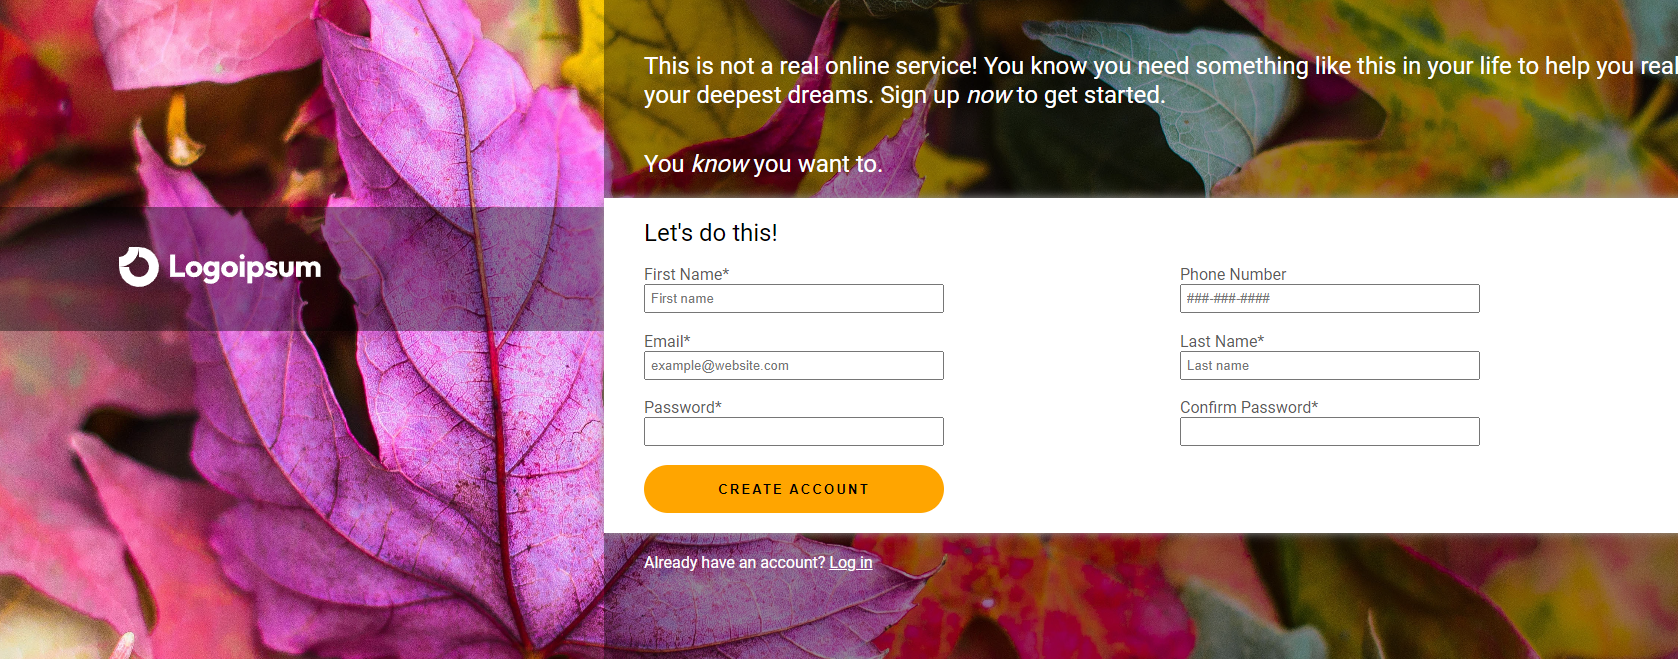 This is not a real online service! You know you need something like this in your life to help you real
your deepest dreams. Sign up now to get started.
You know you want to.
Logoipsum
Let's do this!
First Name*
First name
Phone Number
###-###-####
Email*
example@website.com
Last Name*
Last name
Password*
Confirm Password*
CREATE ACCOUNT
Already have an account? Log in